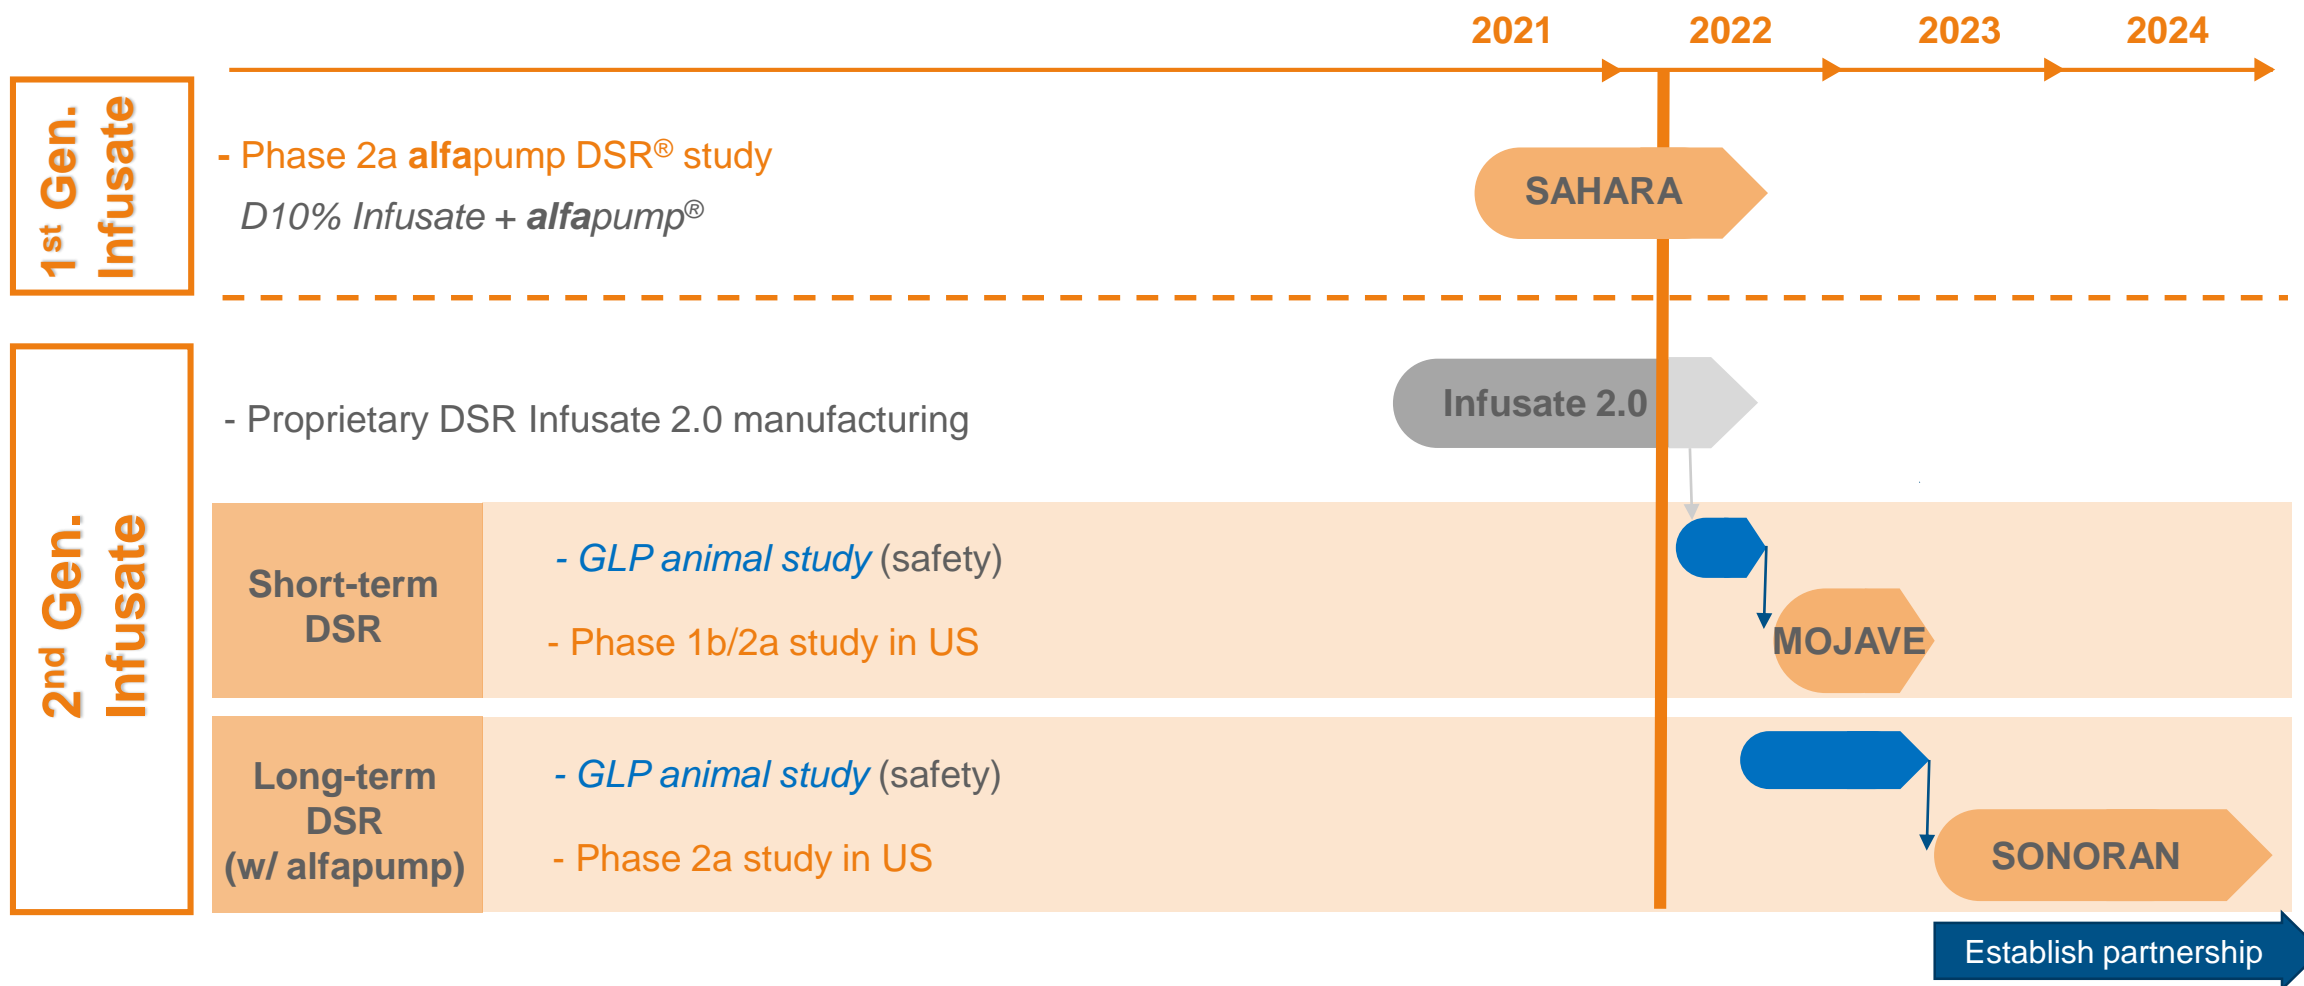 2021 2022 2023 2024
1st Gen.
Infusate
- Phase 2a alfapump DSR® study
D10% Infusate + alfapump®
SAHARA
2nd Gen.
Infusate
- Proprietary DSR Infusate 2.0 manufacturing
Infusate 2.0
Short-term
DSR
- GLP animal study (safety)
- Phase 1b/2a study in US
MOJAVE
Long-term
DSR
(w/ alfapump)
- GLP animal study (safety)
- Phase 2a study in US
SONORAN
Establish partnership